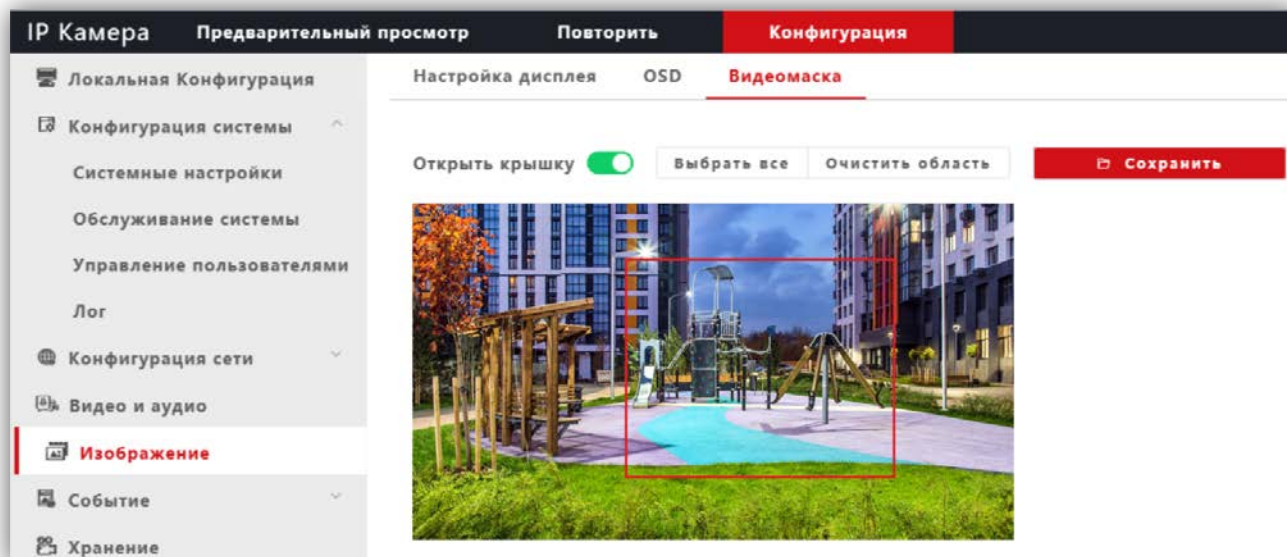 IP Камера Предварительный просмотр Повторить Конфигурация
Локальная Конфигурация
Настройка дисплея OSD Видеомаска
Конфигурация системы
Открыть крышку Выбрать все Очистить область Сохранить
Системные настройки
Обслуживание системы
Управление пользователями
Лог
Конфигурация сети
Видео и аудио
Изображение
Событие
Хранение